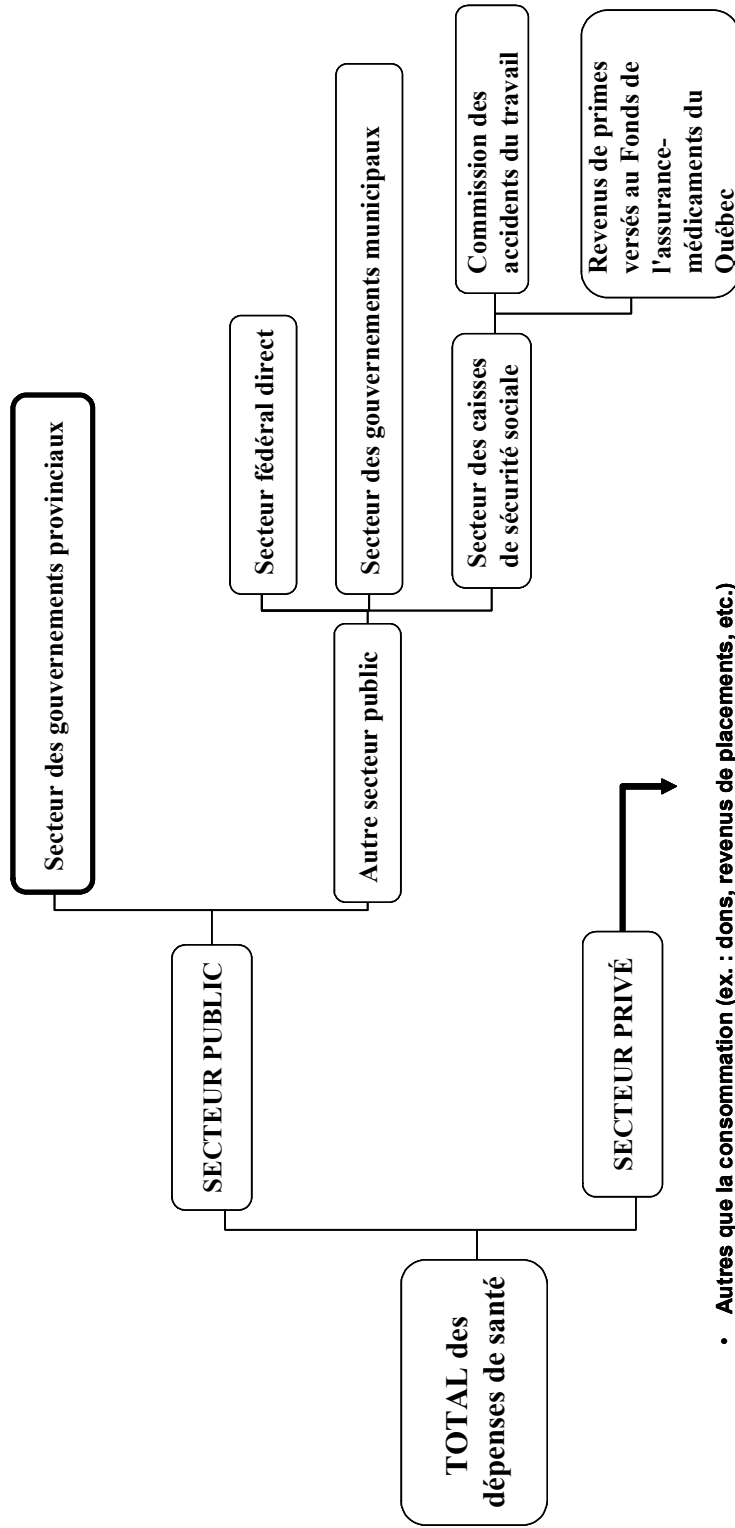 TOTAL des
dépenses de santé
SECTEUR PUBLIC
Secteur des gouvernements provinciaux
Autre secteur public
Secteur fédéral direct
Secteur des gouvernements municipaux
Secteur des caisses
de sécurité sociale
Commission des
accidents du travail
Revenus de primes
versés au Fonds de
l'assurance-
médicaments du
Québec
SECTEUR PRIVÉ
• Autres que la consommation (ex. : dons, revenus de placements, etc.)